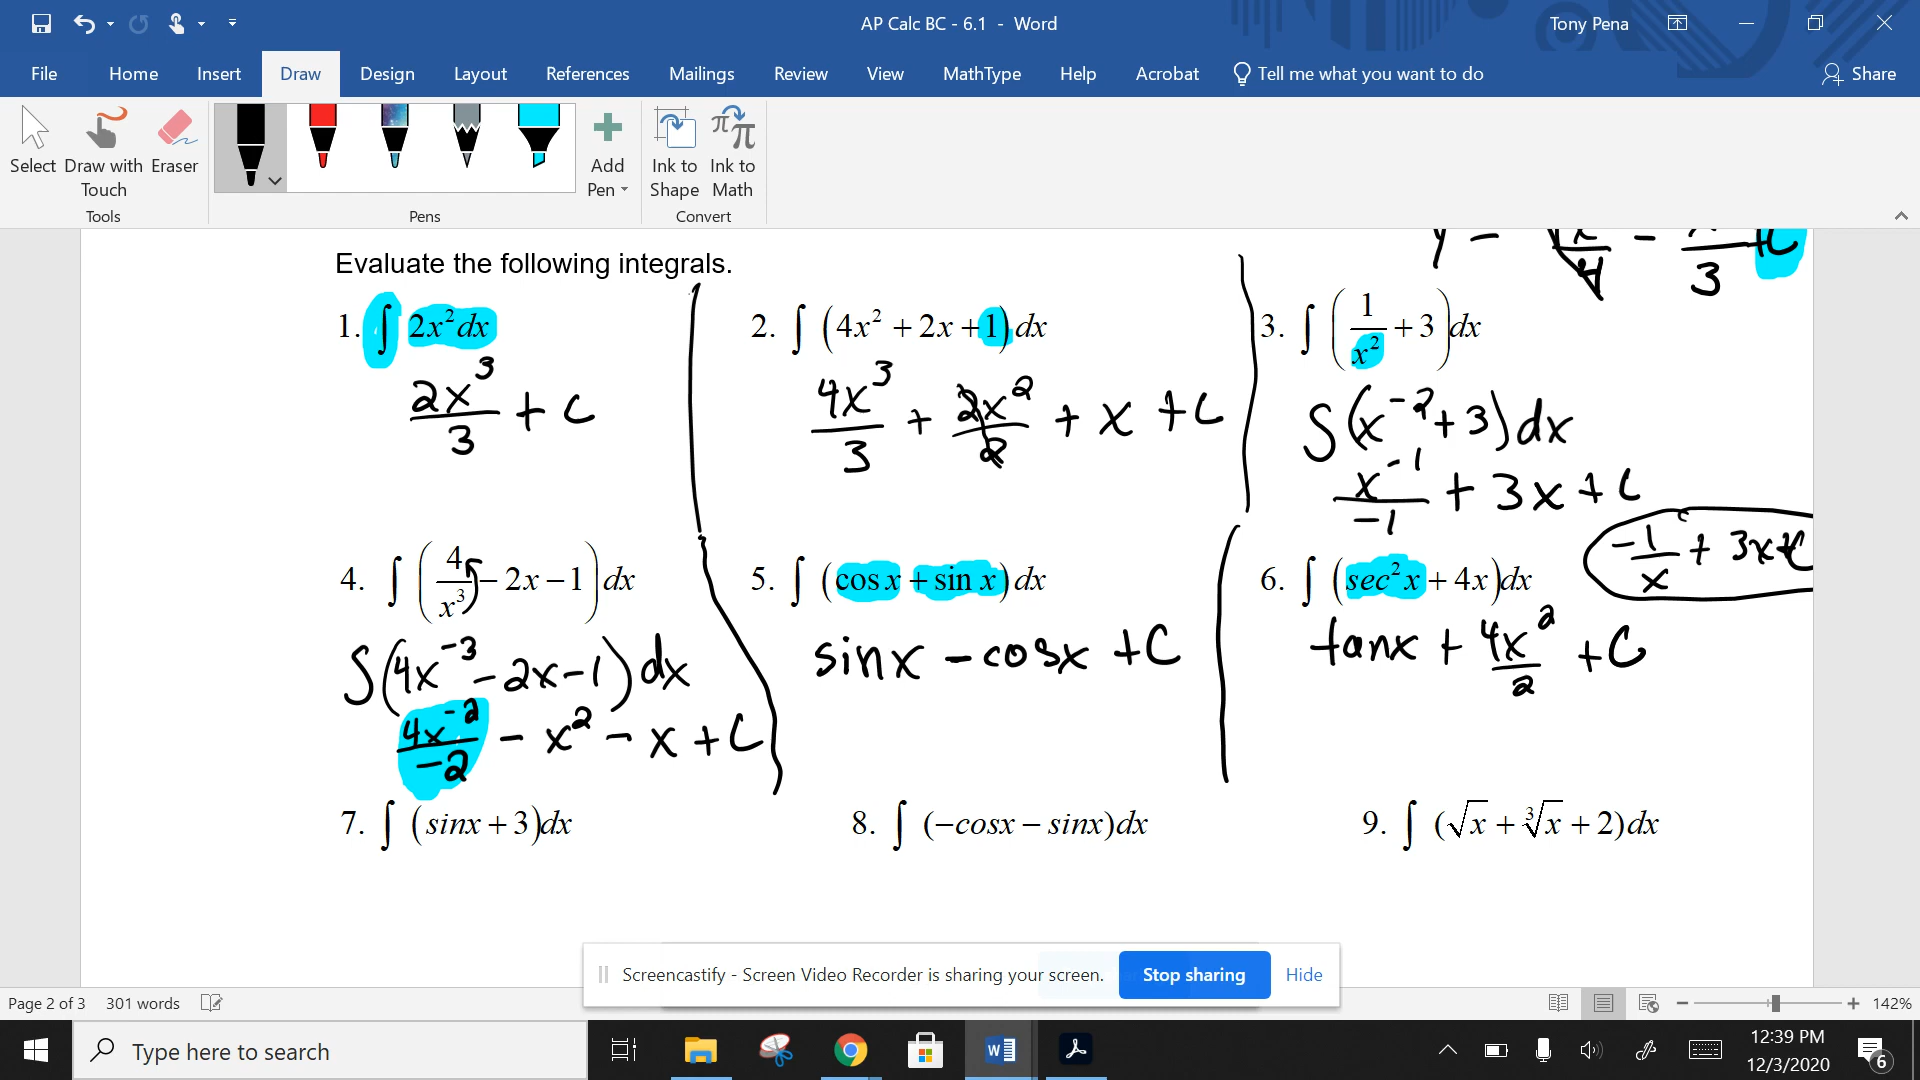 AP Calc BC - 6.1 - Word
Tony Pena
File Home Insert Draw Design Layout References Mailings Review View MathType Help Acrobat Tell me what you want to do Share
Select Draw with Touch Eraser Add Pen Ink to Shape Ink to Math
Tools Pens Convert
y = - x/3 + C
Evaluate the following integrals.
1. ∫ 2x² dx
2x³/3 + C
2. ∫ (4x² + 2x + 1) dx
4x³/3 + 2x²/2 + x + C
3. ∫ (1/x² + 3) dx
∫(x⁻² + 3) dx
x⁻¹/-1 + 3x + C
-1/x + 3x + C
4. ∫ (4/x³ - 2x - 1) dx
∫(4x⁻³ - 2x - 1) dx
4x⁻²/-2 - x² - x + C
5. ∫ (cos x + sin x) dx
sinx - cosx + C
6. ∫ (sec² x + 4x) dx
tanx + 4x²/2 + C
7. ∫ (sinx + 3) dx
8. ∫ (-cosx - sinx) dx
9. ∫ (√x + ∛x + 2) dx
Screencastify - Screen Video Recorder is sharing your screen. Stop sharing Hide
Page 2 of 3 301 words 142%
Type here to search
12:39 PM
12/3/2020
6